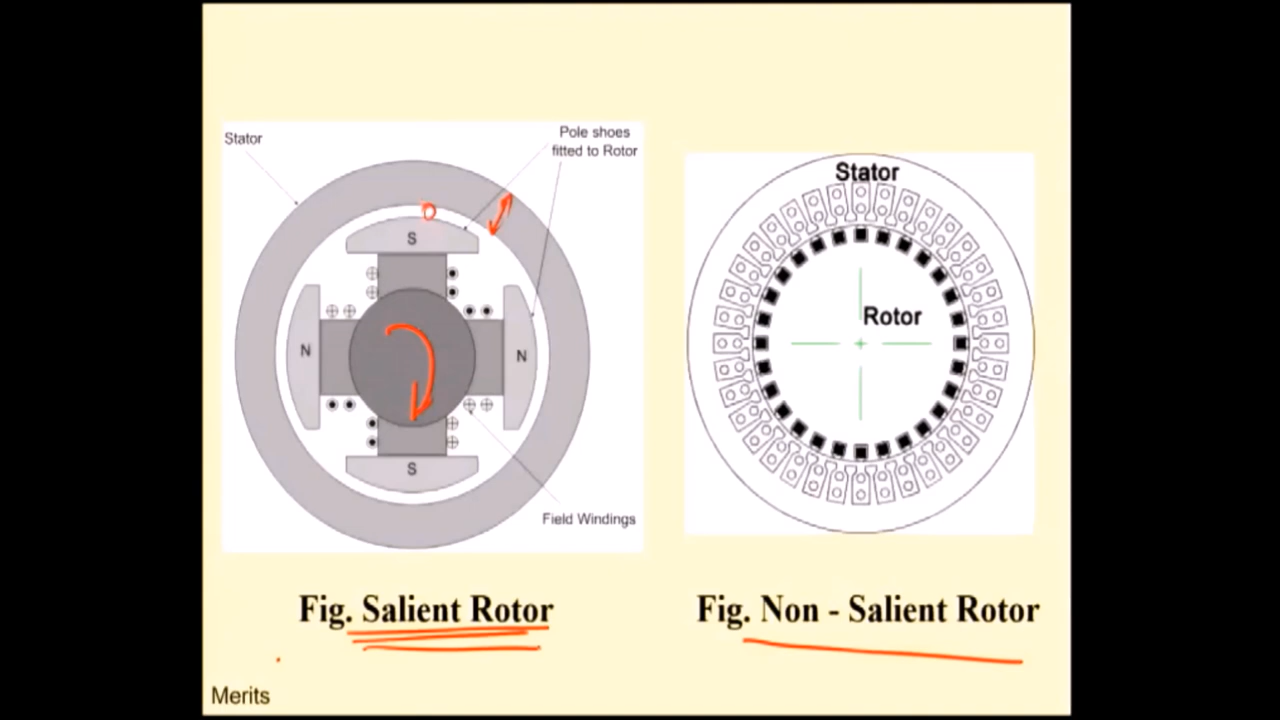 Stator
Pole shoes
fitted to Rotor
S
N
N
S
Field Windings
Stator
Rotor
Fig. Salient Rotor
Fig. Non - Salient Rotor
Merits